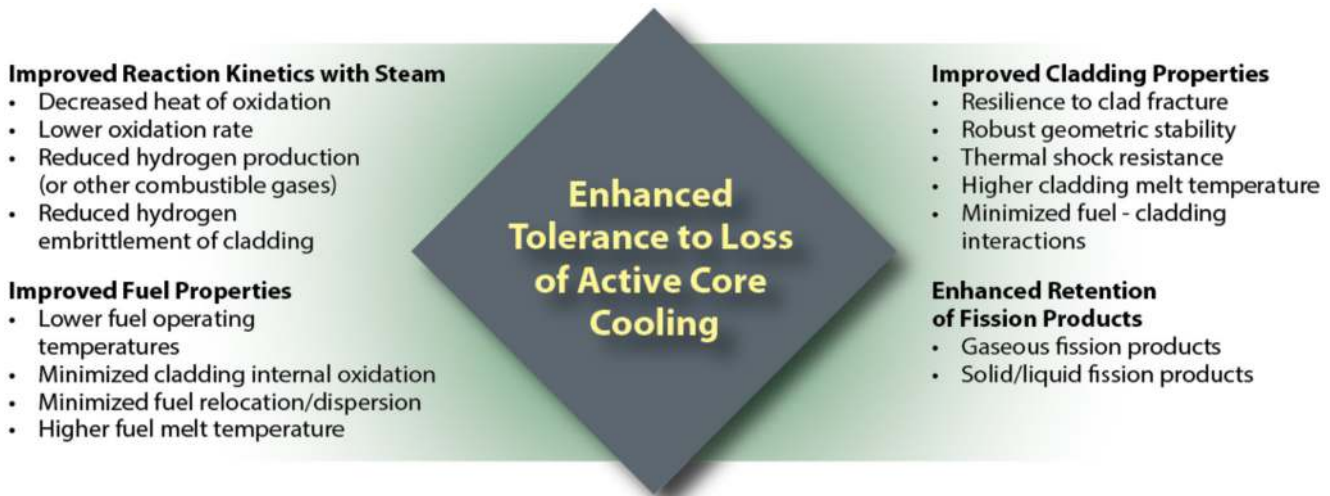 Improved Reaction Kinetics with Steam
• Decreased heat of oxidation
• Lower oxidation rate
• Reduced hydrogen production
(or other combustible gases)
• Reduced hydrogen
embrittlement of cladding
Improved Fuel Properties
• Lower fuel operating
temperatures
• Minimized cladding internal oxidation
• Minimized fuel relocation/dispersion
• Higher fuel melt temperature
Enhanced
Tolerance to Loss
of Active Core
Cooling
Improved Cladding Properties
• Resilience to clad fracture
• Robust geometric stability
• Thermal shock resistance
• Higher cladding melt temperature
• Minimized fuel - cladding
interactions
Enhanced Retention
of Fission Products
• Gaseous fission products
• Solid/liquid fission products